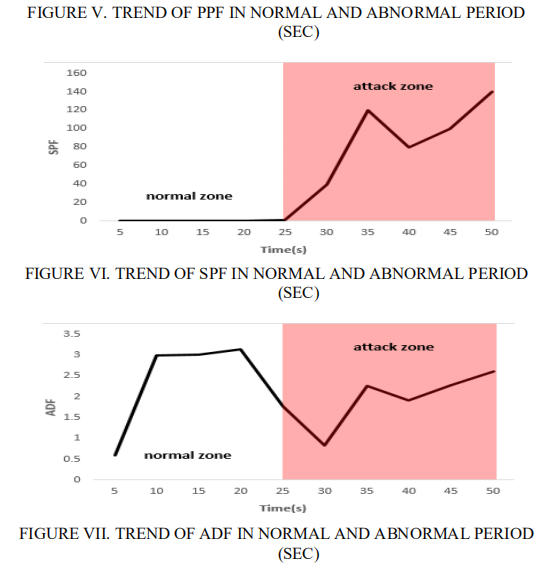 FIGURE V. TREND OF PPF IN NORMAL AND ABNORMAL PERIOD
(SEC)
160
140
120
100
80
60
40
20
0
SPF
attack zone
normal zone
5 10 15 20 25 30 35 40 45 50
Time(s)
FIGURE VI. TREND OF SPF IN NORMAL AND ABNORMAL PERIOD
(SEC)
3.5
3
2.5
2
1.5
1
0.5
0
ADF
attack zone
normal zone
5 10 15 20 25 30 35 40 45 50
Time(s)
FIGURE VII. TREND OF ADF IN NORMAL AND ABNORMAL PERIOD
(SEC)